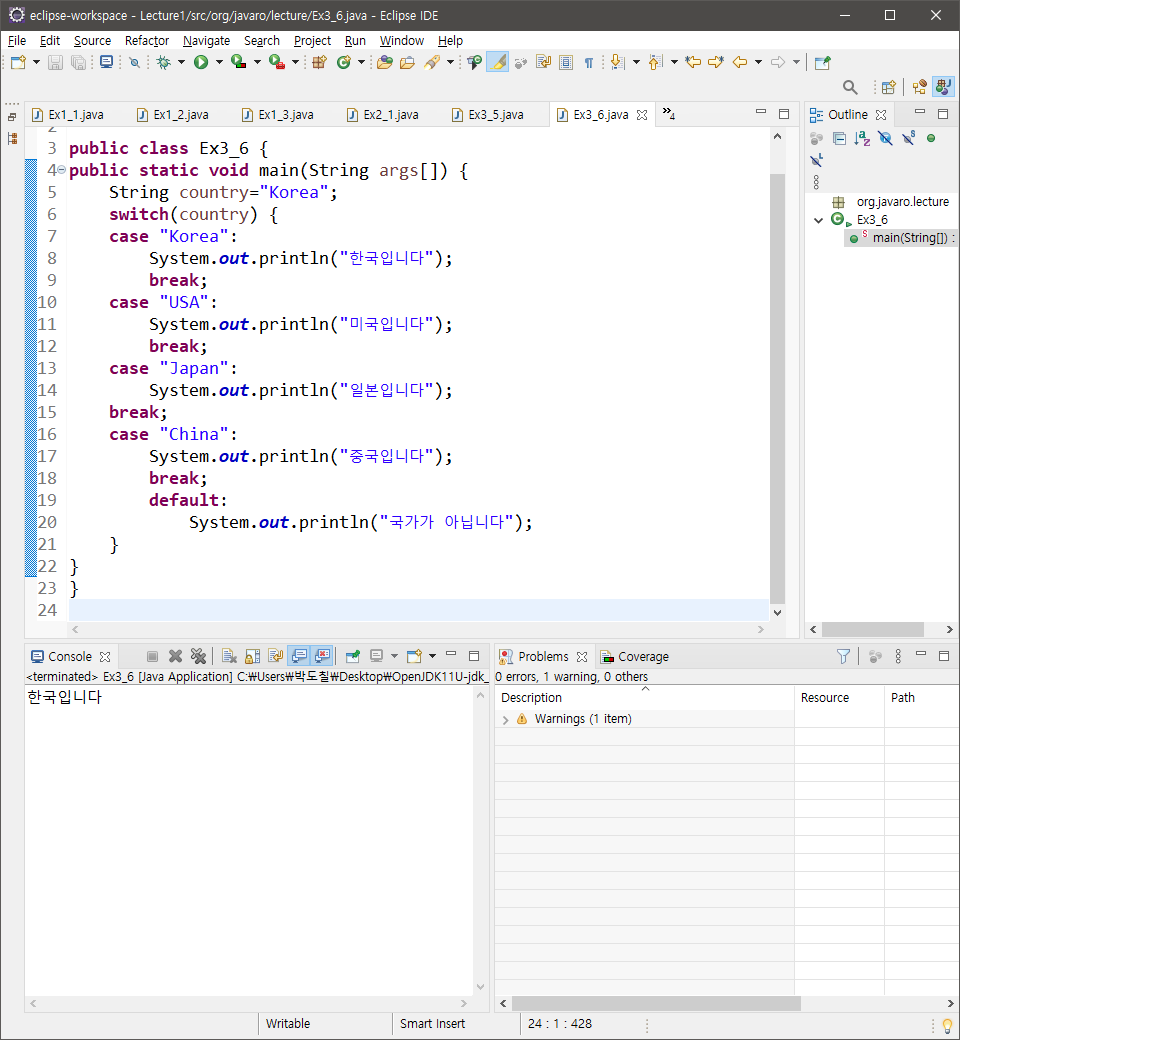 eclipse-workspace - Lecture1/src/org/javaro/lecture/Ex3_6.java - Eclipse IDE
File Edit Source Refactor Navigate Search Project Run Window Help
Ex1_1.java Ex1_2.java Ex1_3.java Ex2_1.java Ex3_5.java Ex3_6.java »4
3 public class Ex3_6 {
4 public static void main(String args[]) {
5 String country="Korea";
6 switch(country) {
7 case "Korea":
8 System.out.println("한국입니다");
9 break;
10 case "USA":
11 System.out.println("미국입니다");
12 break;
13 case "Japan":
14 System.out.println("일본입니다");
15 break;
16 case "China":
17 System.out.println("중국입니다");
18 break;
19 default:
20 System.out.println("국가가 아닙니다");
21 }
22 }
23 }
24
Outline
org.javaro.lecture
Ex3_6
S main(String[]) :
Console
<terminated> Ex3_6 [Java Application] C:₩Users₩박도칠₩Desktop₩OpenJDK11U-jdk_
한국입니다
Problems Coverage
0 errors, 1 warning, 0 others
Description Resource Path
Warnings (1 item)
Writable Smart Insert 24 : 1 : 428